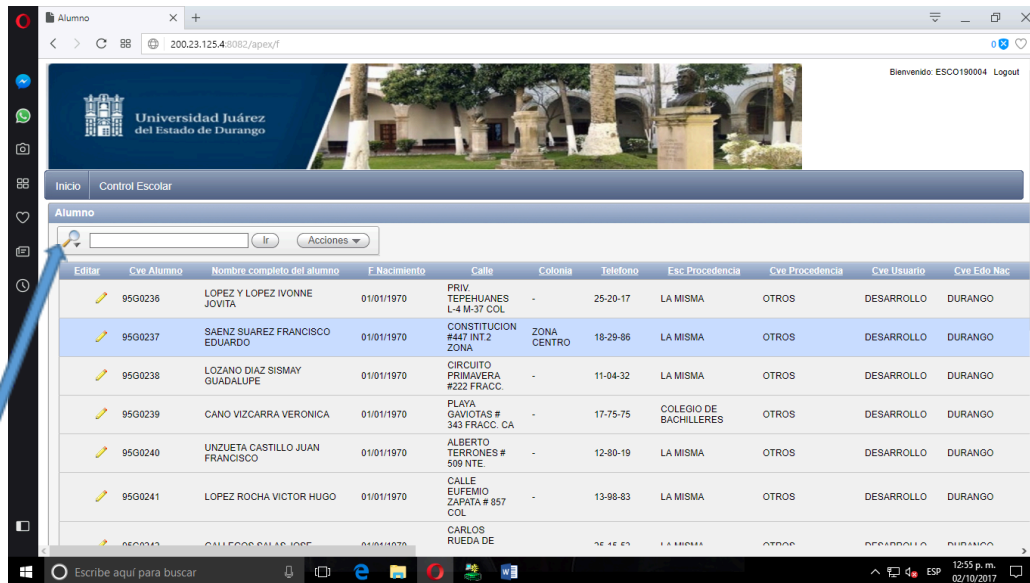 Alumno
200.23.125.4:8082/apex/f
0
Bienvenido: ESCO190004 Logout
Universidad Juárez
del Estado de Durango
Inicio Control Escolar
Alumno
Ir Acciones
Editar Cve Alumno Nombre completo del alumno F Nacimiento Calle Colonia Telefono Esc Procedencia Cve Procedencia Cve Usuario Cve Edo Nac
95G0236 LOPEZ Y LOPEZ IVONNE JOVITA 01/01/1970 PRIV. TEPEHUANES L-4 M-37 COL - 25-20-17 LA MISMA OTROS DESARROLLO DURANGO
95G0237 SAENZ SUAREZ FRANCISCO EDUARDO 01/01/1970 CONSTITUCION #447 INT.2 ZONA ZONA CENTRO 18-29-86 LA MISMA OTROS DESARROLLO DURANGO
95G0238 LOZANO DIAZ SISMAY GUADALUPE 01/01/1970 CIRCUITO PRIMAVERA #222 FRACC. - 11-04-32 LA MISMA OTROS DESARROLLO DURANGO
95G0239 CANO VIZCARRA VERONICA 01/01/1970 PLAYA GAVIOTAS # 343 FRACC. CA - 17-75-75 COLEGIO DE BACHILLERES OTROS DESARROLLO DURANGO
95G0240 UNZUETA CASTILLO JUAN FRANCISCO 01/01/1970 ALBERTO TERRONES # 509 NTE. - 12-80-19 LA MISMA OTROS DESARROLLO DURANGO
95G0241 LOPEZ ROCHA VICTOR HUGO 01/01/1970 CALLE EUFEMIO ZAPATA # 857 COL - 13-98-83 LA MISMA OTROS DESARROLLO DURANGO
CARLOS RUEDA DE
Escribe aquí para buscar
ESP
12:55 p. m.
02/10/2017